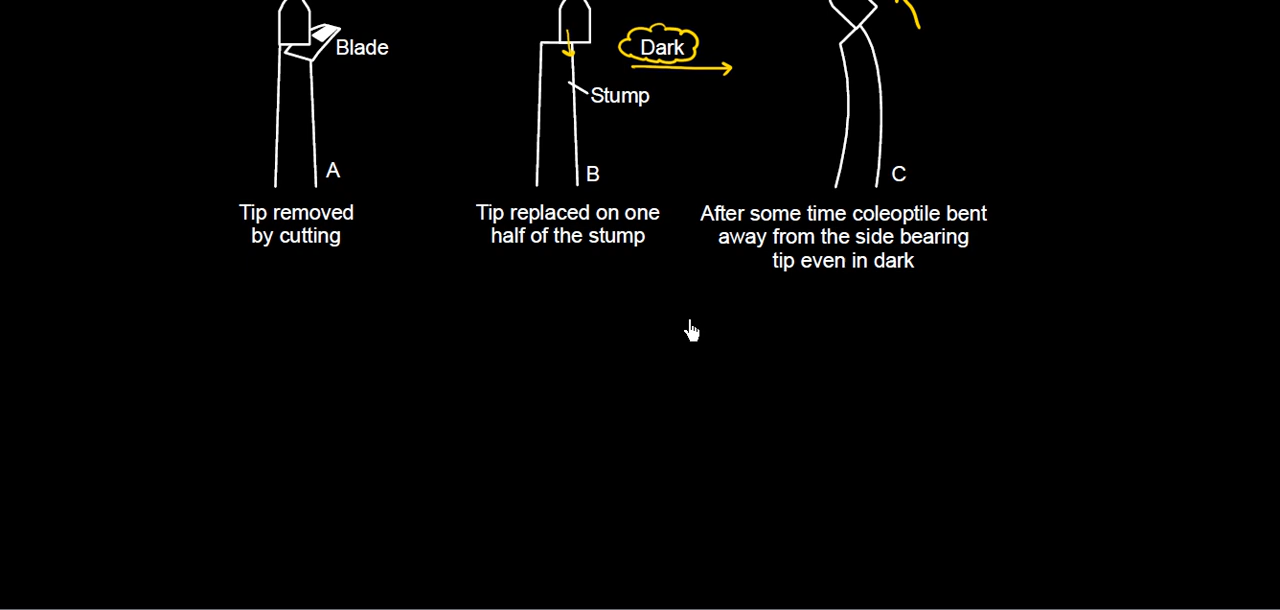 Blade
Dark
Stump
A
B
C
Tip removed
by cutting
Tip replaced on one
half of the stump
After some time coleoptile bent
away from the side bearing
tip even in dark